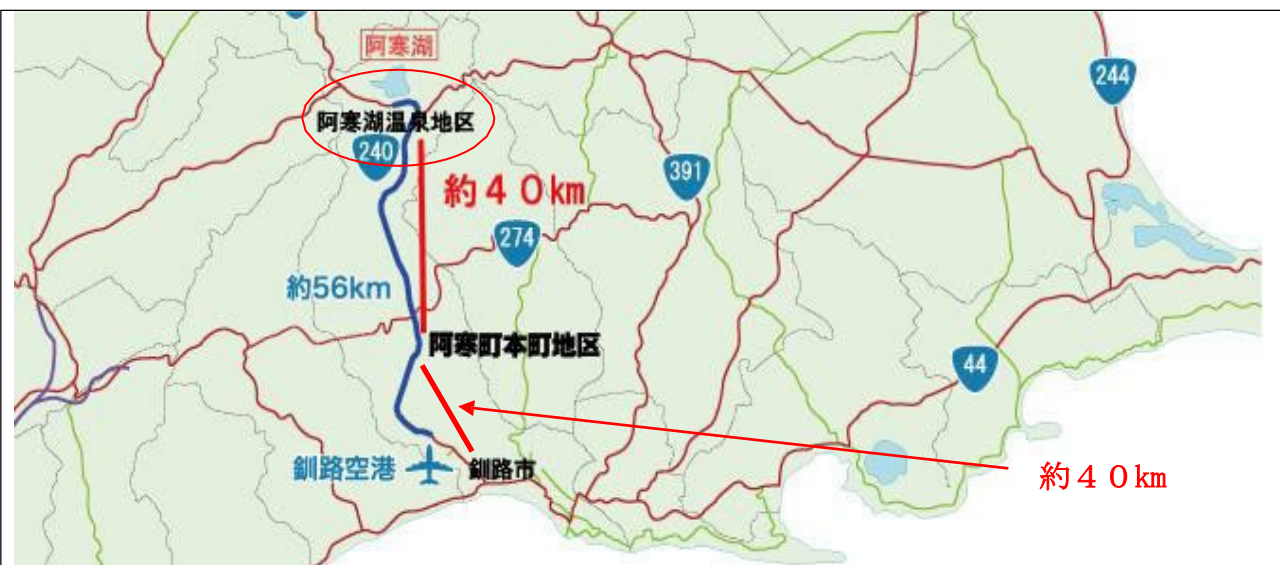 阿寒湖
244
阿寒湖温泉地区
240
391
約４０㎞
274
約56km
阿寒町本町地区
44
釧路空港
釧路市
約４０㎞